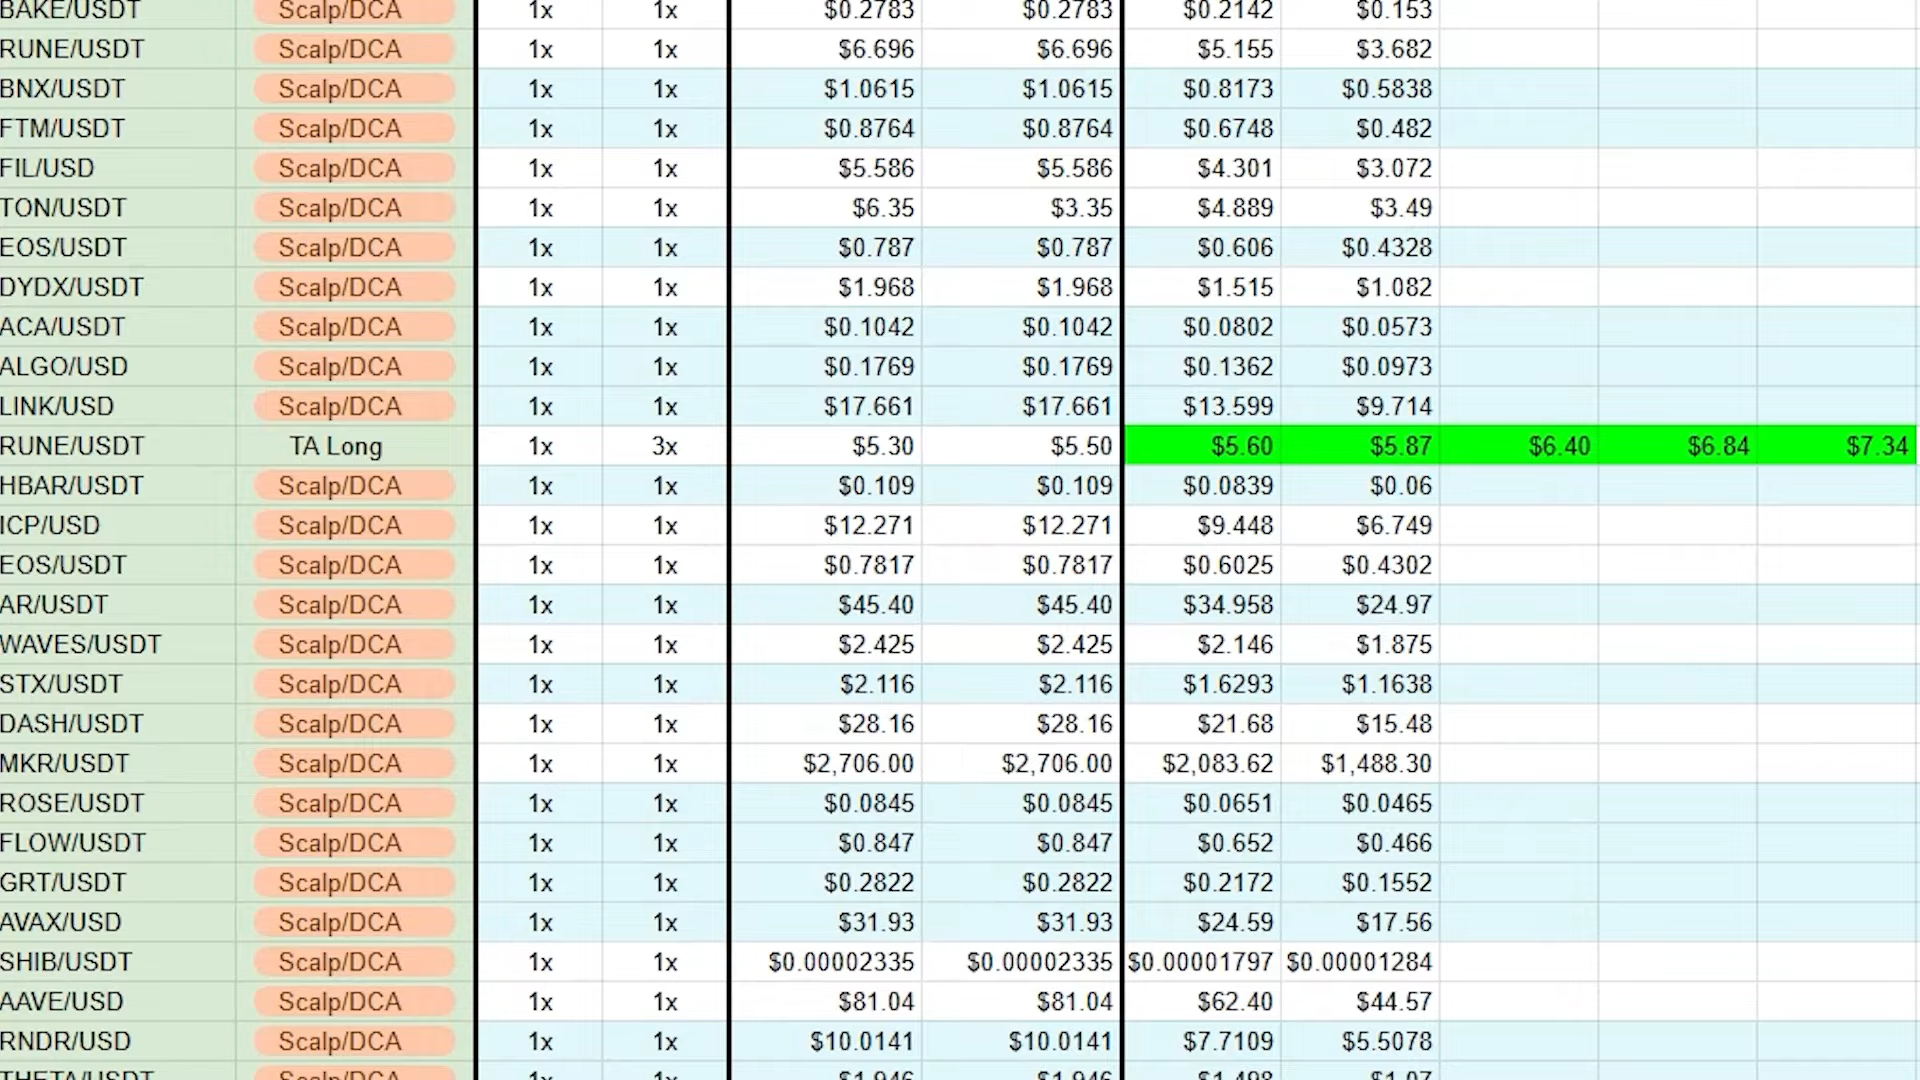 BAKE/USDT Scalp/DCA 1x 1x $0.2783 $0.2783 $0.2142 $0.153
RUNE/USDT Scalp/DCA 1x 1x $6.696 $6.696 $5.155 $3.682
BNX/USDT Scalp/DCA 1x 1x $1.0615 $1.0615 $0.8173 $0.5838
FTM/USDT Scalp/DCA 1x 1x $0.8764 $0.8764 $0.6748 $0.482
FIL/USD Scalp/DCA 1x 1x $5.586 $5.586 $4.301 $3.072
TON/USDT Scalp/DCA 1x 1x $6.35 $3.35 $4.889 $3.49
EOS/USDT Scalp/DCA 1x 1x $0.787 $0.787 $0.606 $0.4328
DYDX/USDT Scalp/DCA 1x 1x $1.968 $1.968 $1.515 $1.082
ACA/USDT Scalp/DCA 1x 1x $0.1042 $0.1042 $0.0802 $0.0573
ALGO/USD Scalp/DCA 1x 1x $0.1769 $0.1769 $0.1362 $0.0973
LINK/USD Scalp/DCA 1x 1x $17.661 $17.661 $13.599 $9.714
RUNE/USDT TA Long 1x 3x $5.30 $5.50 $5.60 $5.87 $6.40 $6.84 $7.34
HBAR/USDT Scalp/DCA 1x 1x $0.109 $0.109 $0.0839 $0.06
ICP/USD Scalp/DCA 1x 1x $12.271 $12.271 $9.448 $6.749
EOS/USDT Scalp/DCA 1x 1x $0.7817 $0.7817 $0.6025 $0.4302
AR/USDT Scalp/DCA 1x 1x $45.40 $45.40 $34.958 $24.97
WAVES/USDT Scalp/DCA 1x 1x $2.425 $2.425 $2.146 $1.875
STX/USDT Scalp/DCA 1x 1x $2.116 $2.116 $1.6293 $1.1638
DASH/USDT Scalp/DCA 1x 1x $28.16 $28.16 $21.68 $15.48
MKR/USDT Scalp/DCA 1x 1x $2,706.00 $2,706.00 $2,083.62 $1,488.30
ROSE/USDT Scalp/DCA 1x 1x $0.0845 $0.0845 $0.0651 $0.0465
FLOW/USDT Scalp/DCA 1x 1x $0.847 $0.847 $0.652 $0.466
GRT/USDT Scalp/DCA 1x 1x $0.2822 $0.2822 $0.2172 $0.1552
AVAX/USD Scalp/DCA 1x 1x $31.93 $31.93 $24.59 $17.56
SHIB/USDT Scalp/DCA 1x 1x $0.00002335 $0.00002335 $0.00001797 $0.00001284
AAVE/USD Scalp/DCA 1x 1x $81.04 $81.04 $62.40 $44.57
RNDR/USD Scalp/DCA 1x 1x $10.0141 $10.0141 $7.7109 $5.5078
THETA/USDT Scalp/DCA 1x 1x $1.946 $1.946 $1.498 $1.07